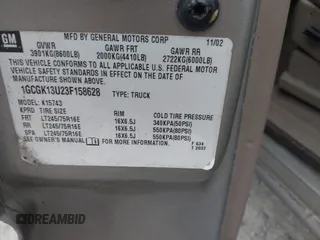 GM
MFD BY GENERAL MOTORS CORP 11/02
GVWR GAWR FRT GAWR RR
3901KG(8600LB) 2000KG(4410LB) 2722KG(6000LB)
THIS VEHICLE CONFORMS TO ALL APPLICABLE U.S. FEDERAL
MOTOR VEHICLE SAFETY STANDARDS IN EFFECT ON THE DATE OF
MANUFACTURE SHOWN ABOVE.
1GCGK13U23F158628 TYPE: TRUCK
MODEL: K15743
KPRD TIRE SIZE RIM COLD TIRE PRESSURE
FRT LT245/75R16E 16X6.5J 340KPA(50PSI)
RR LT245/75R16E 16X6.5J 550KPA(80PSI)
SPA LT245/75R16E 16X6.5J 550KPA(80PSI)
SEE OWNER'S MANUAL FOR MORE INFORMATION.
DREAMBID